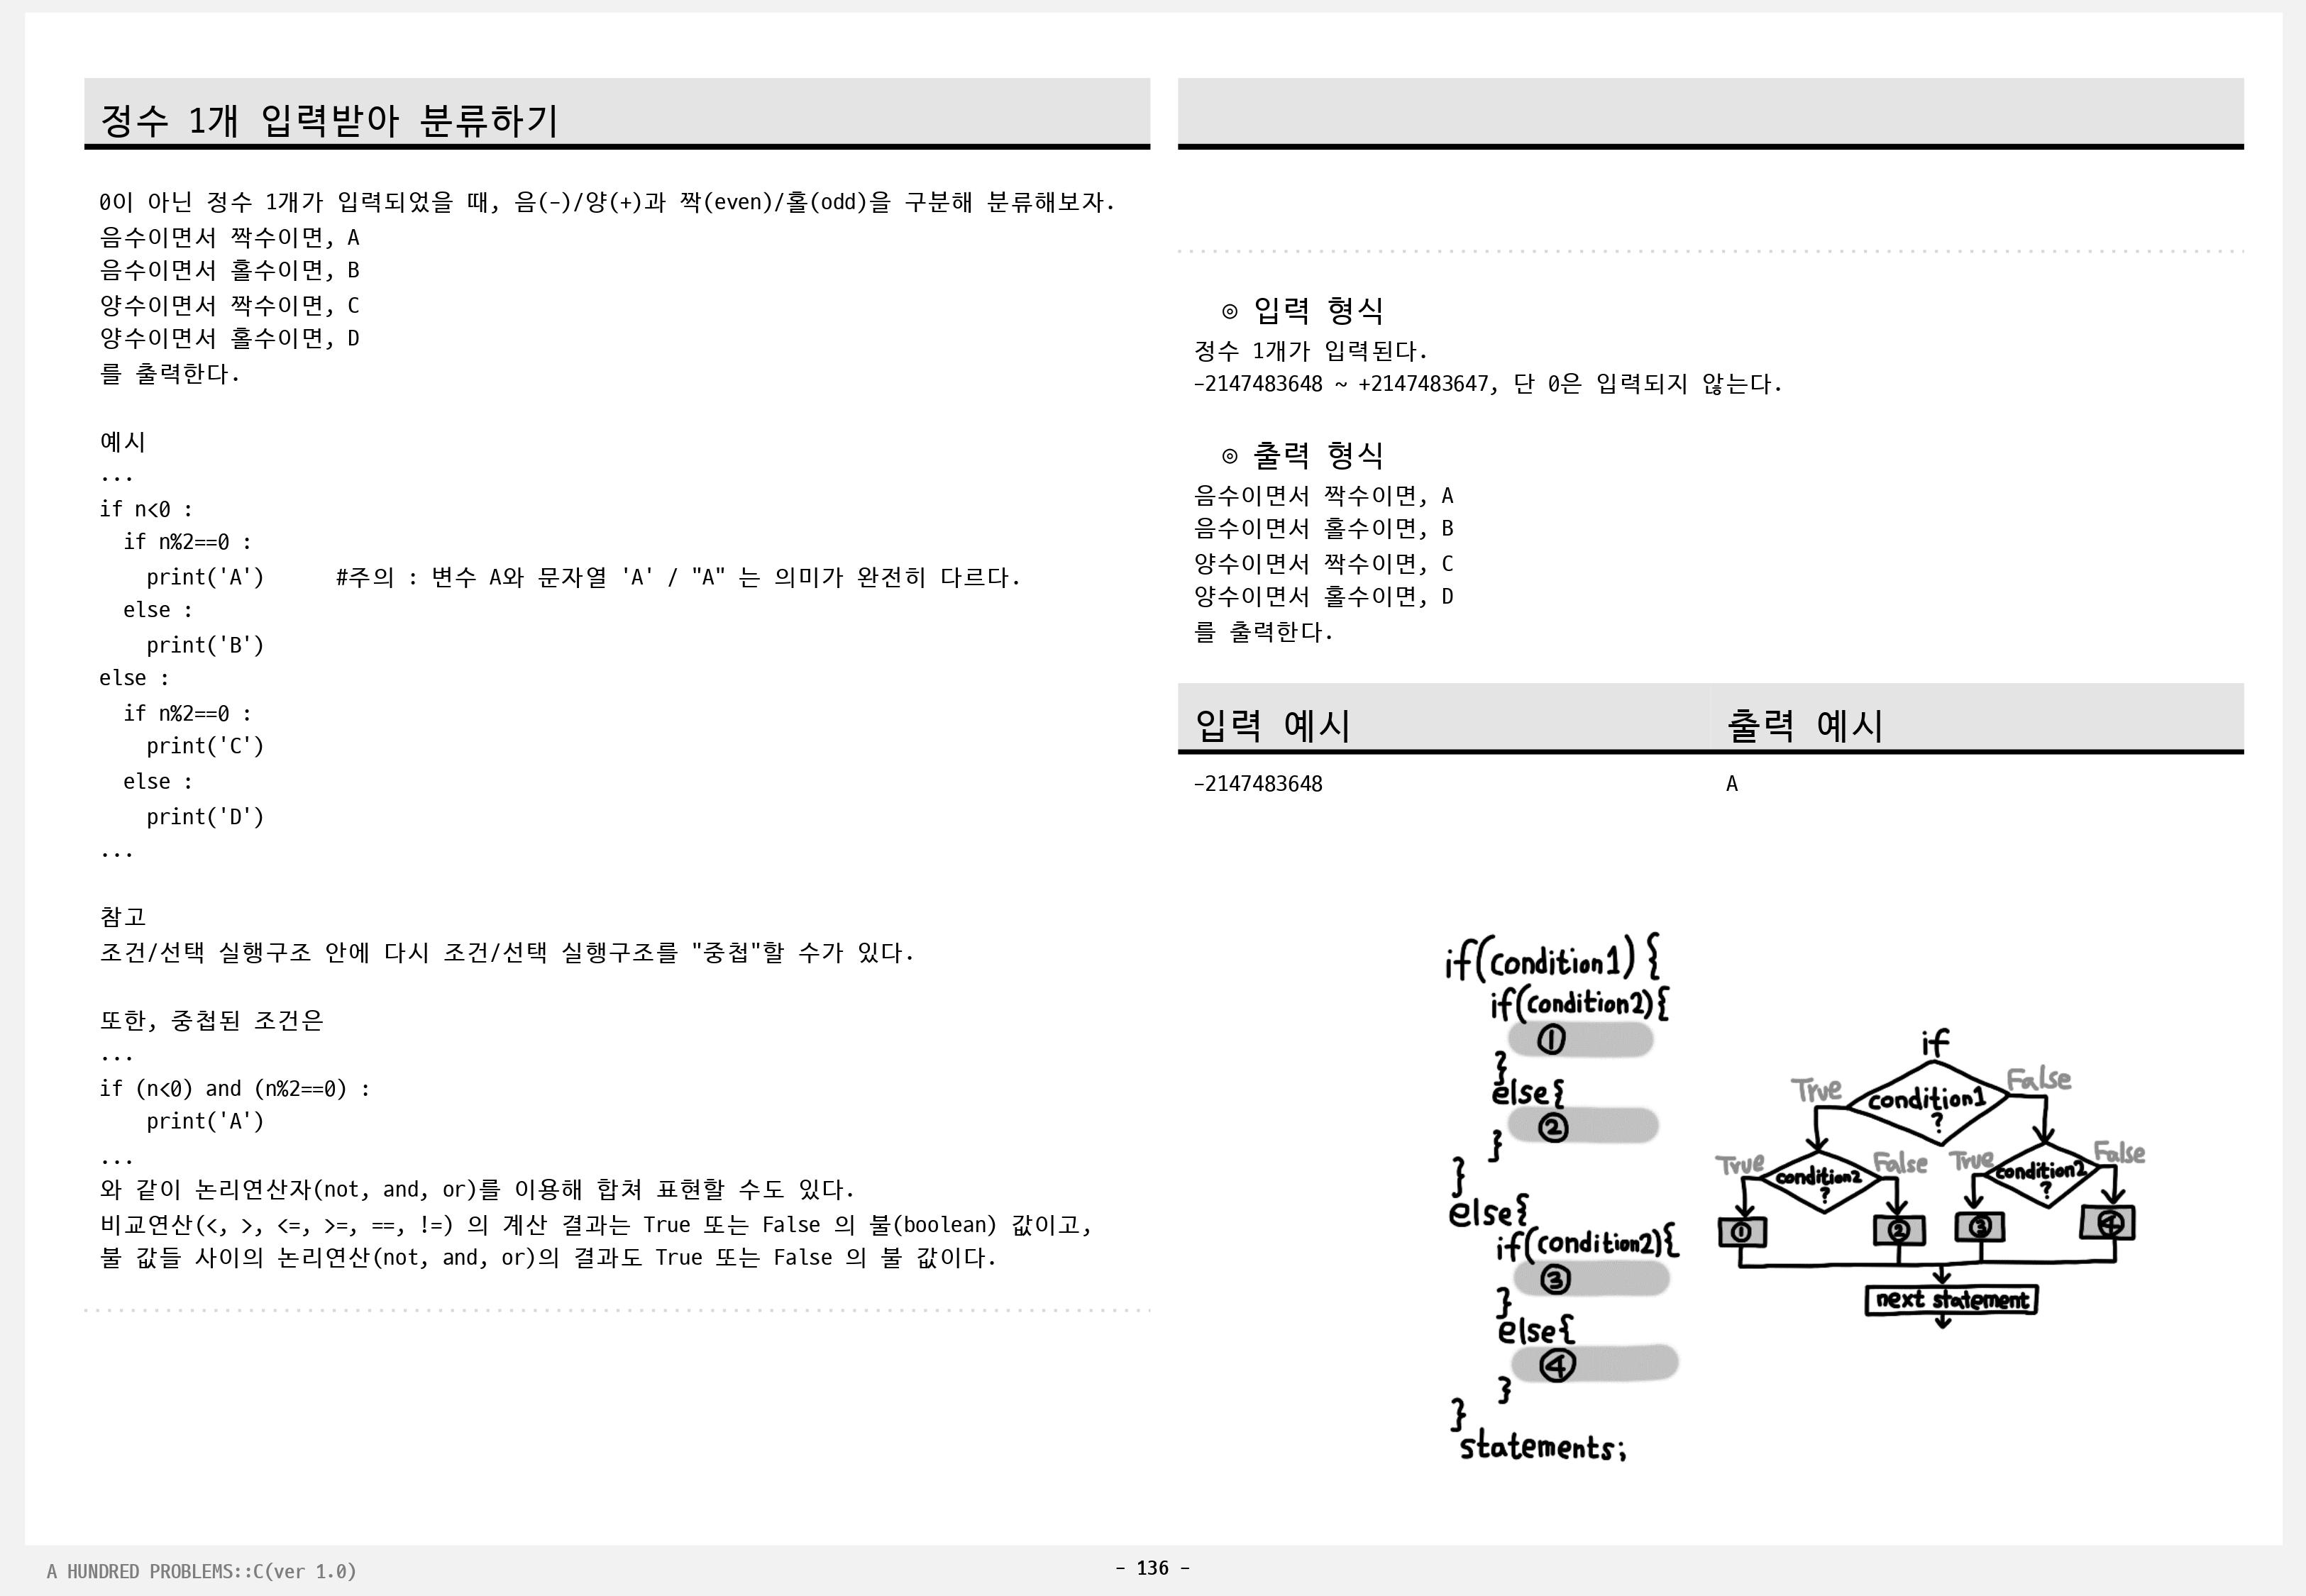 정수 1개 입력받아 분류하기
0이 아닌 정수 1개가 입력되었을 때, 음(-)/양(+)과 짝(even)/홀(odd)을 구분해 분류해보자.
음수이면서 짝수이면, A
음수이면서 홀수이면, B
양수이면서 짝수이면, C
양수이면서 홀수이면, D
를 출력한다.
예시
...
if n<0 :
  if n%2==0 :
    print('A')      #주의 : 변수 A와 문자열 'A' / "A" 는 의미가 완전히 다르다.
  else :
    print('B')
else :
  if n%2==0 :
    print('C')
  else :
    print('D')
...
참고
조건/선택 실행구조 안에 다시 조건/선택 실행구조를 "중첩"할 수가 있다.
또한, 중첩된 조건은
...
if (n<0) and (n%2==0) :
    print('A')
...
와 같이 논리연산자(not, and, or)를 이용해 합쳐 표현할 수도 있다.
비교연산(<, >, <=, >=, ==, !=) 의 계산 결과는 True 또는 False 의 불(boolean) 값이고,
불 값들 사이의 논리연산(not, and, or)의 결과도 True 또는 False 의 불 값이다.
◎ 입력 형식
정수 1개가 입력된다.
-2147483648 ~ +2147483647, 단 0은 입력되지 않는다.
◎ 출력 형식
음수이면서 짝수이면, A
음수이면서 홀수이면, B
양수이면서 짝수이면, C
양수이면서 홀수이면, D
를 출력한다.
입력 예시 출력 예시
-2147483648 A
if(condition1) {
if(condition2){
①
}
else{
②
}
}
else{
if(condition2){
③
}
else{
④
}
}
statements;
if
True condition1 ? False
True condition2 ? False True condition2 ? False
① ② ③ ④
next statement
A HUNDRED PROBLEMS::C(ver 1.0)
- 136 -